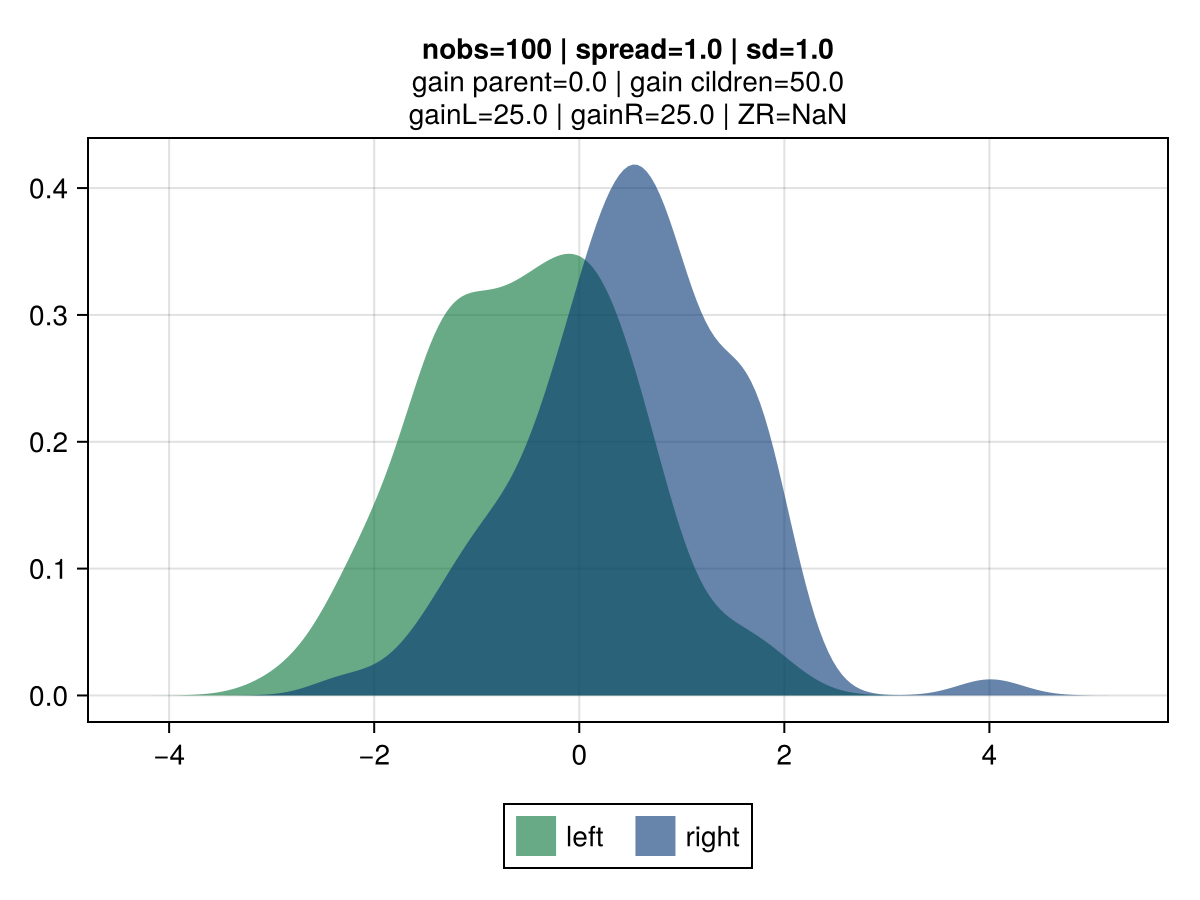 nobs=100 | spread=1.0 | sd=1.0
gain parent=0.0 | gain cildren=50.0
gainL=25.0 | gainR=25.0 | ZR=NaN
0.4
0.3
0.2
0.1
0.0
−4 −2 0 2 4
left right